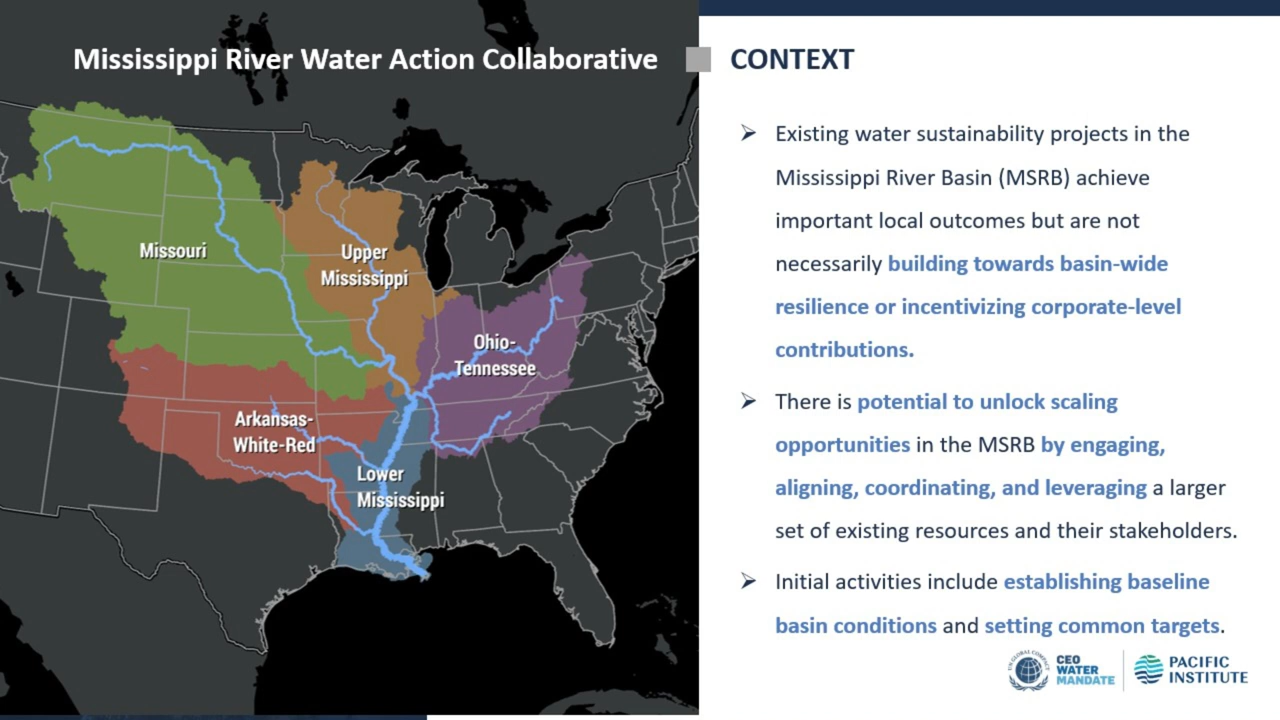 Mississippi River Water Action Collaborative
Missouri
Upper
Mississippi
Ohio-
Tennessee
Arkansas-
White-Red
Lower
Mississippi
CONTEXT
➢ Existing water sustainability projects in the
Mississippi River Basin (MSRB) achieve
important local outcomes but are not
necessarily building towards basin-wide
resilience or incentivizing corporate-level
contributions.
➢ There is potential to unlock scaling
opportunities in the MSRB by engaging,
aligning, coordinating, and leveraging a larger
set of existing resources and their stakeholders.
➢ Initial activities include establishing baseline
basin conditions and setting common targets.
UN GLOBAL COMPACT
CEO
WATER
MANDATE
PACIFIC
INSTITUTE